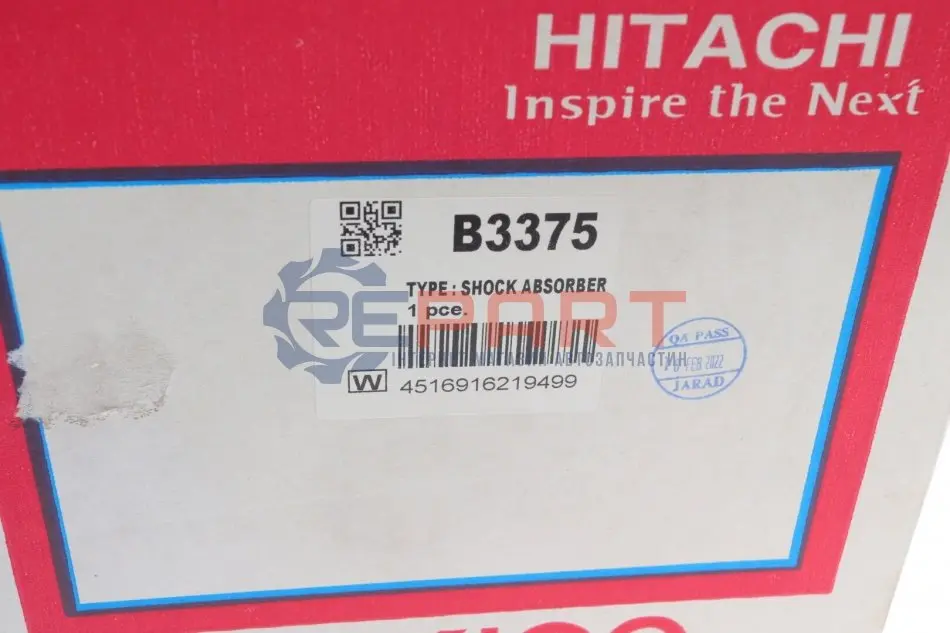 HITACHI
Inspire the Next
B3375
TYPE : SHOCK ABSORBER
1 pce.
REPART
ІНТЕРНЕТ МАГАЗИН АВТОЗАПЧАСТИН
W 4516916219499
QA PASS
FEB 2022
JARAD